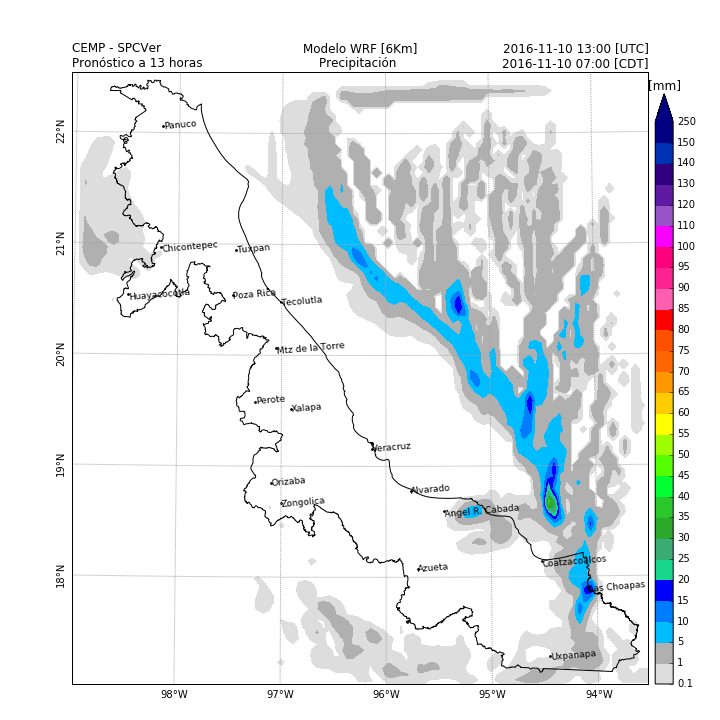 CEMP - SPCVer
Modelo WRF [6Km]
2016-11-10 13:00 [UTC]
Pronóstico a 13 horas
Precipitación
2016-11-10 07:00 [CDT]
[mm]
250
150
140
130
120
110
100
95
90
85
80
75
70
65
60
55
50
45
40
35
30
25
20
15
10
5
1
0.1
22°N
21°N
20°N
19°N
18°N
98°W
97°W
96°W
95°W
94°W
Panuco
Chicontepec
Tuxpan
Huayacocotla
Poza Rica
Tecolutla
Mtz de la Torre
Perote
Xalapa
Veracruz
Orizaba
Zongolica
Alvarado
Angel R. Cabada
Azueta
Coatzacoalcos
Las Choapas
Uxpanapa